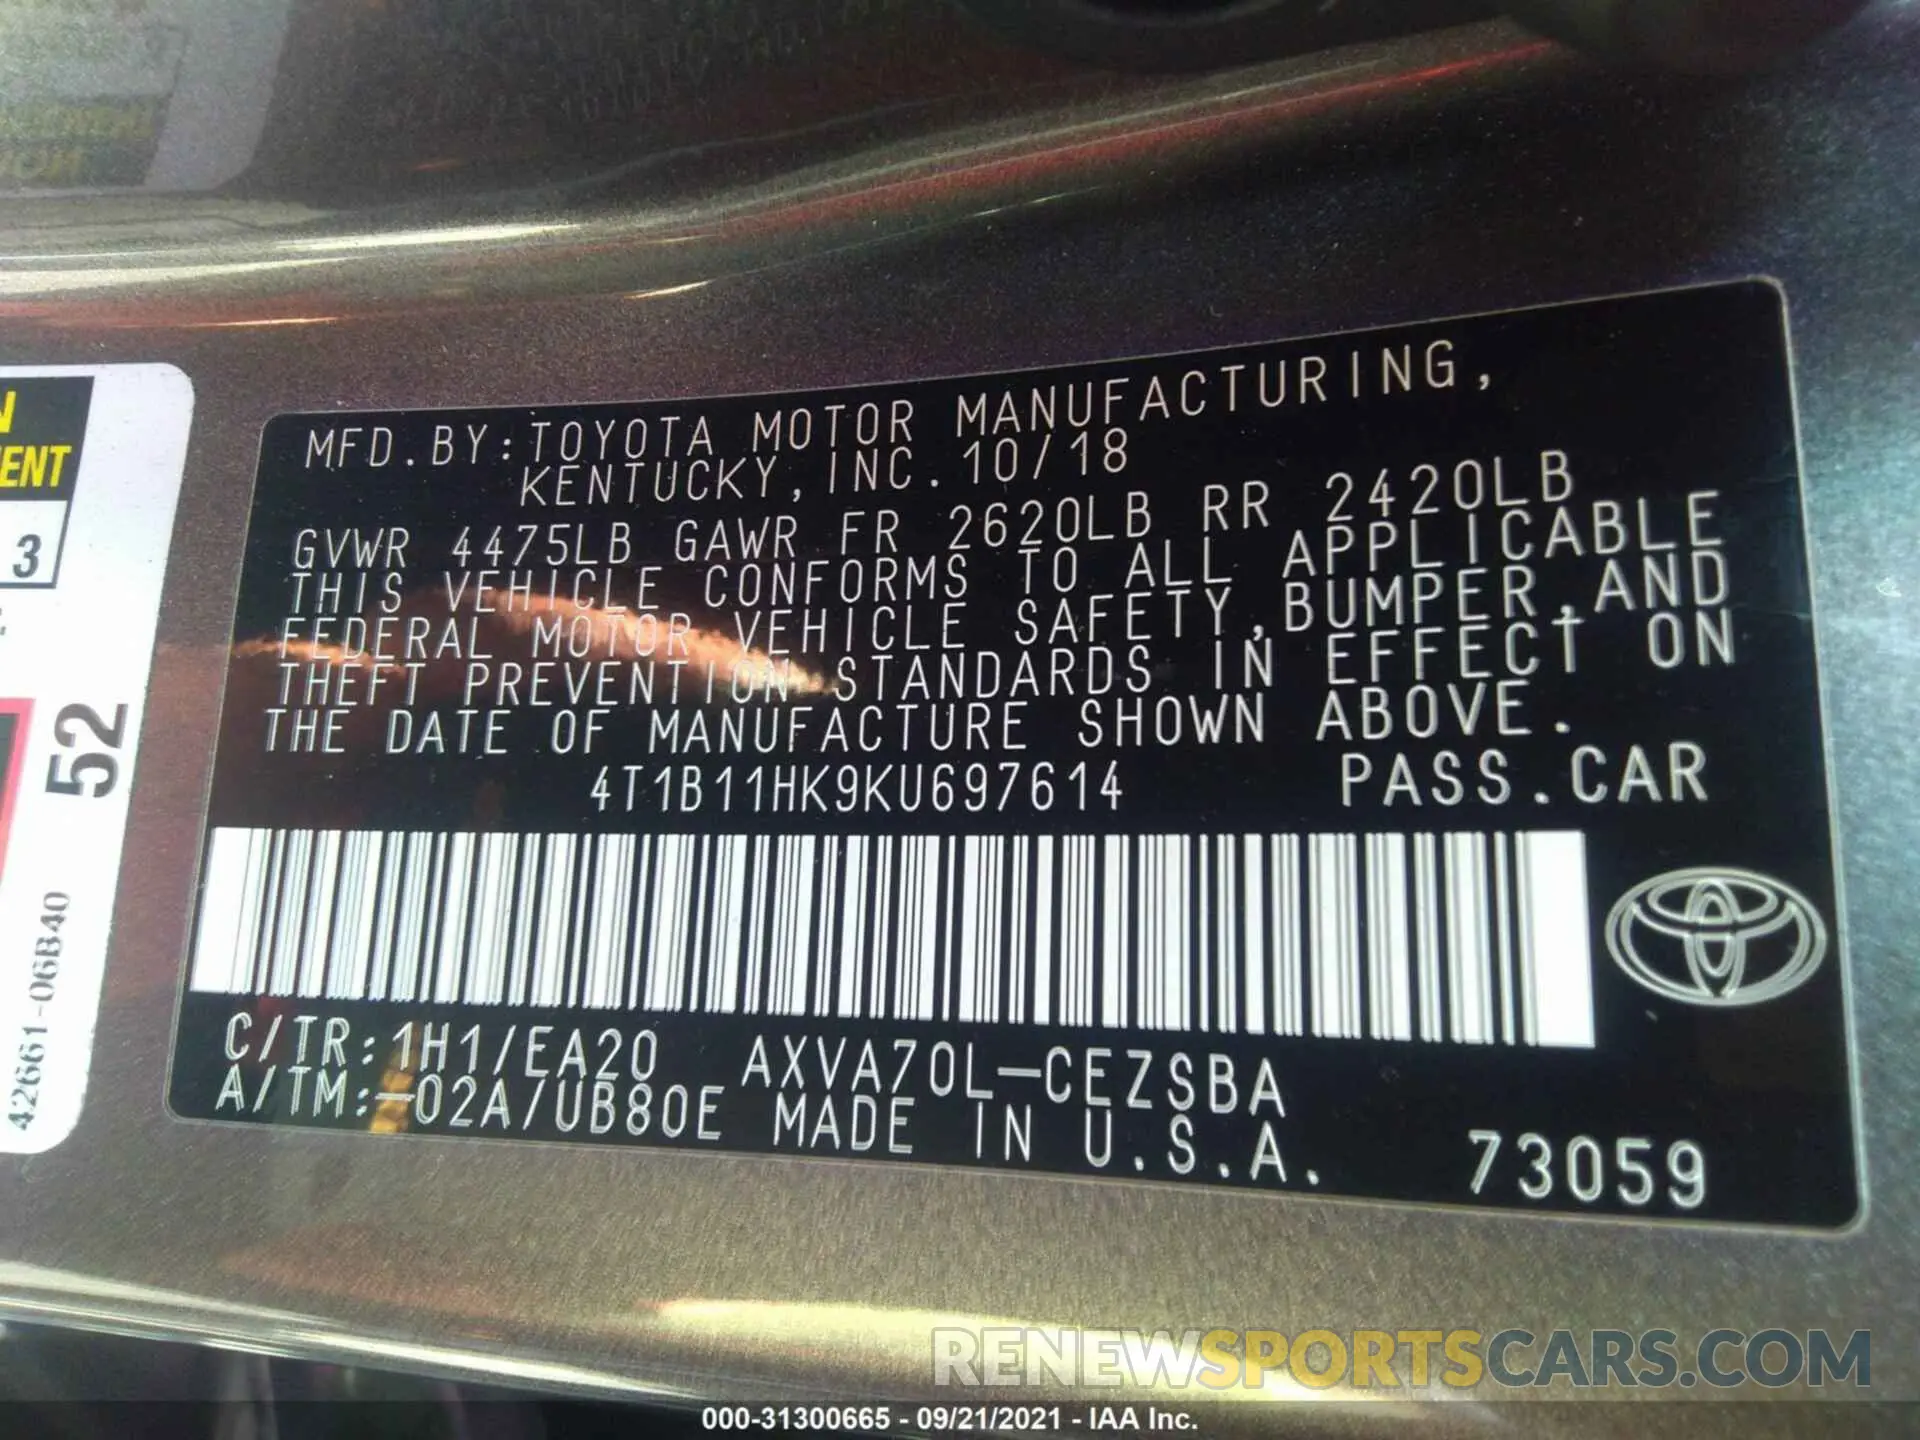 MFD.BY:TOYOTA MOTOR MANUFACTURING,
KENTUCKY, INC. 10/18
GVWR 4475LB GAWR FR 2620LB RR 2420LB
THIS VEHICLE CONFORMS TO ALL APPLICABLE
FEDERAL MOTOR VEHICLE SAFETY,BUMPER,AND
THEFT PREVENTION STANDARDS IN EFFECT ON
THE DATE OF MANUFACTURE SHOWN ABOVE.
4T1B11HK9KU697614 PASS.CAR
C/TR:1H1/EA20 AXVA70L-CEZSBA
A/TM:-02A/UB80E MADE IN U.S.A. 73059
3
52
42661-06B40
RENEWSPORTSCARS.COM
000-31300665 - 09/21/2021 - IAA Inc.